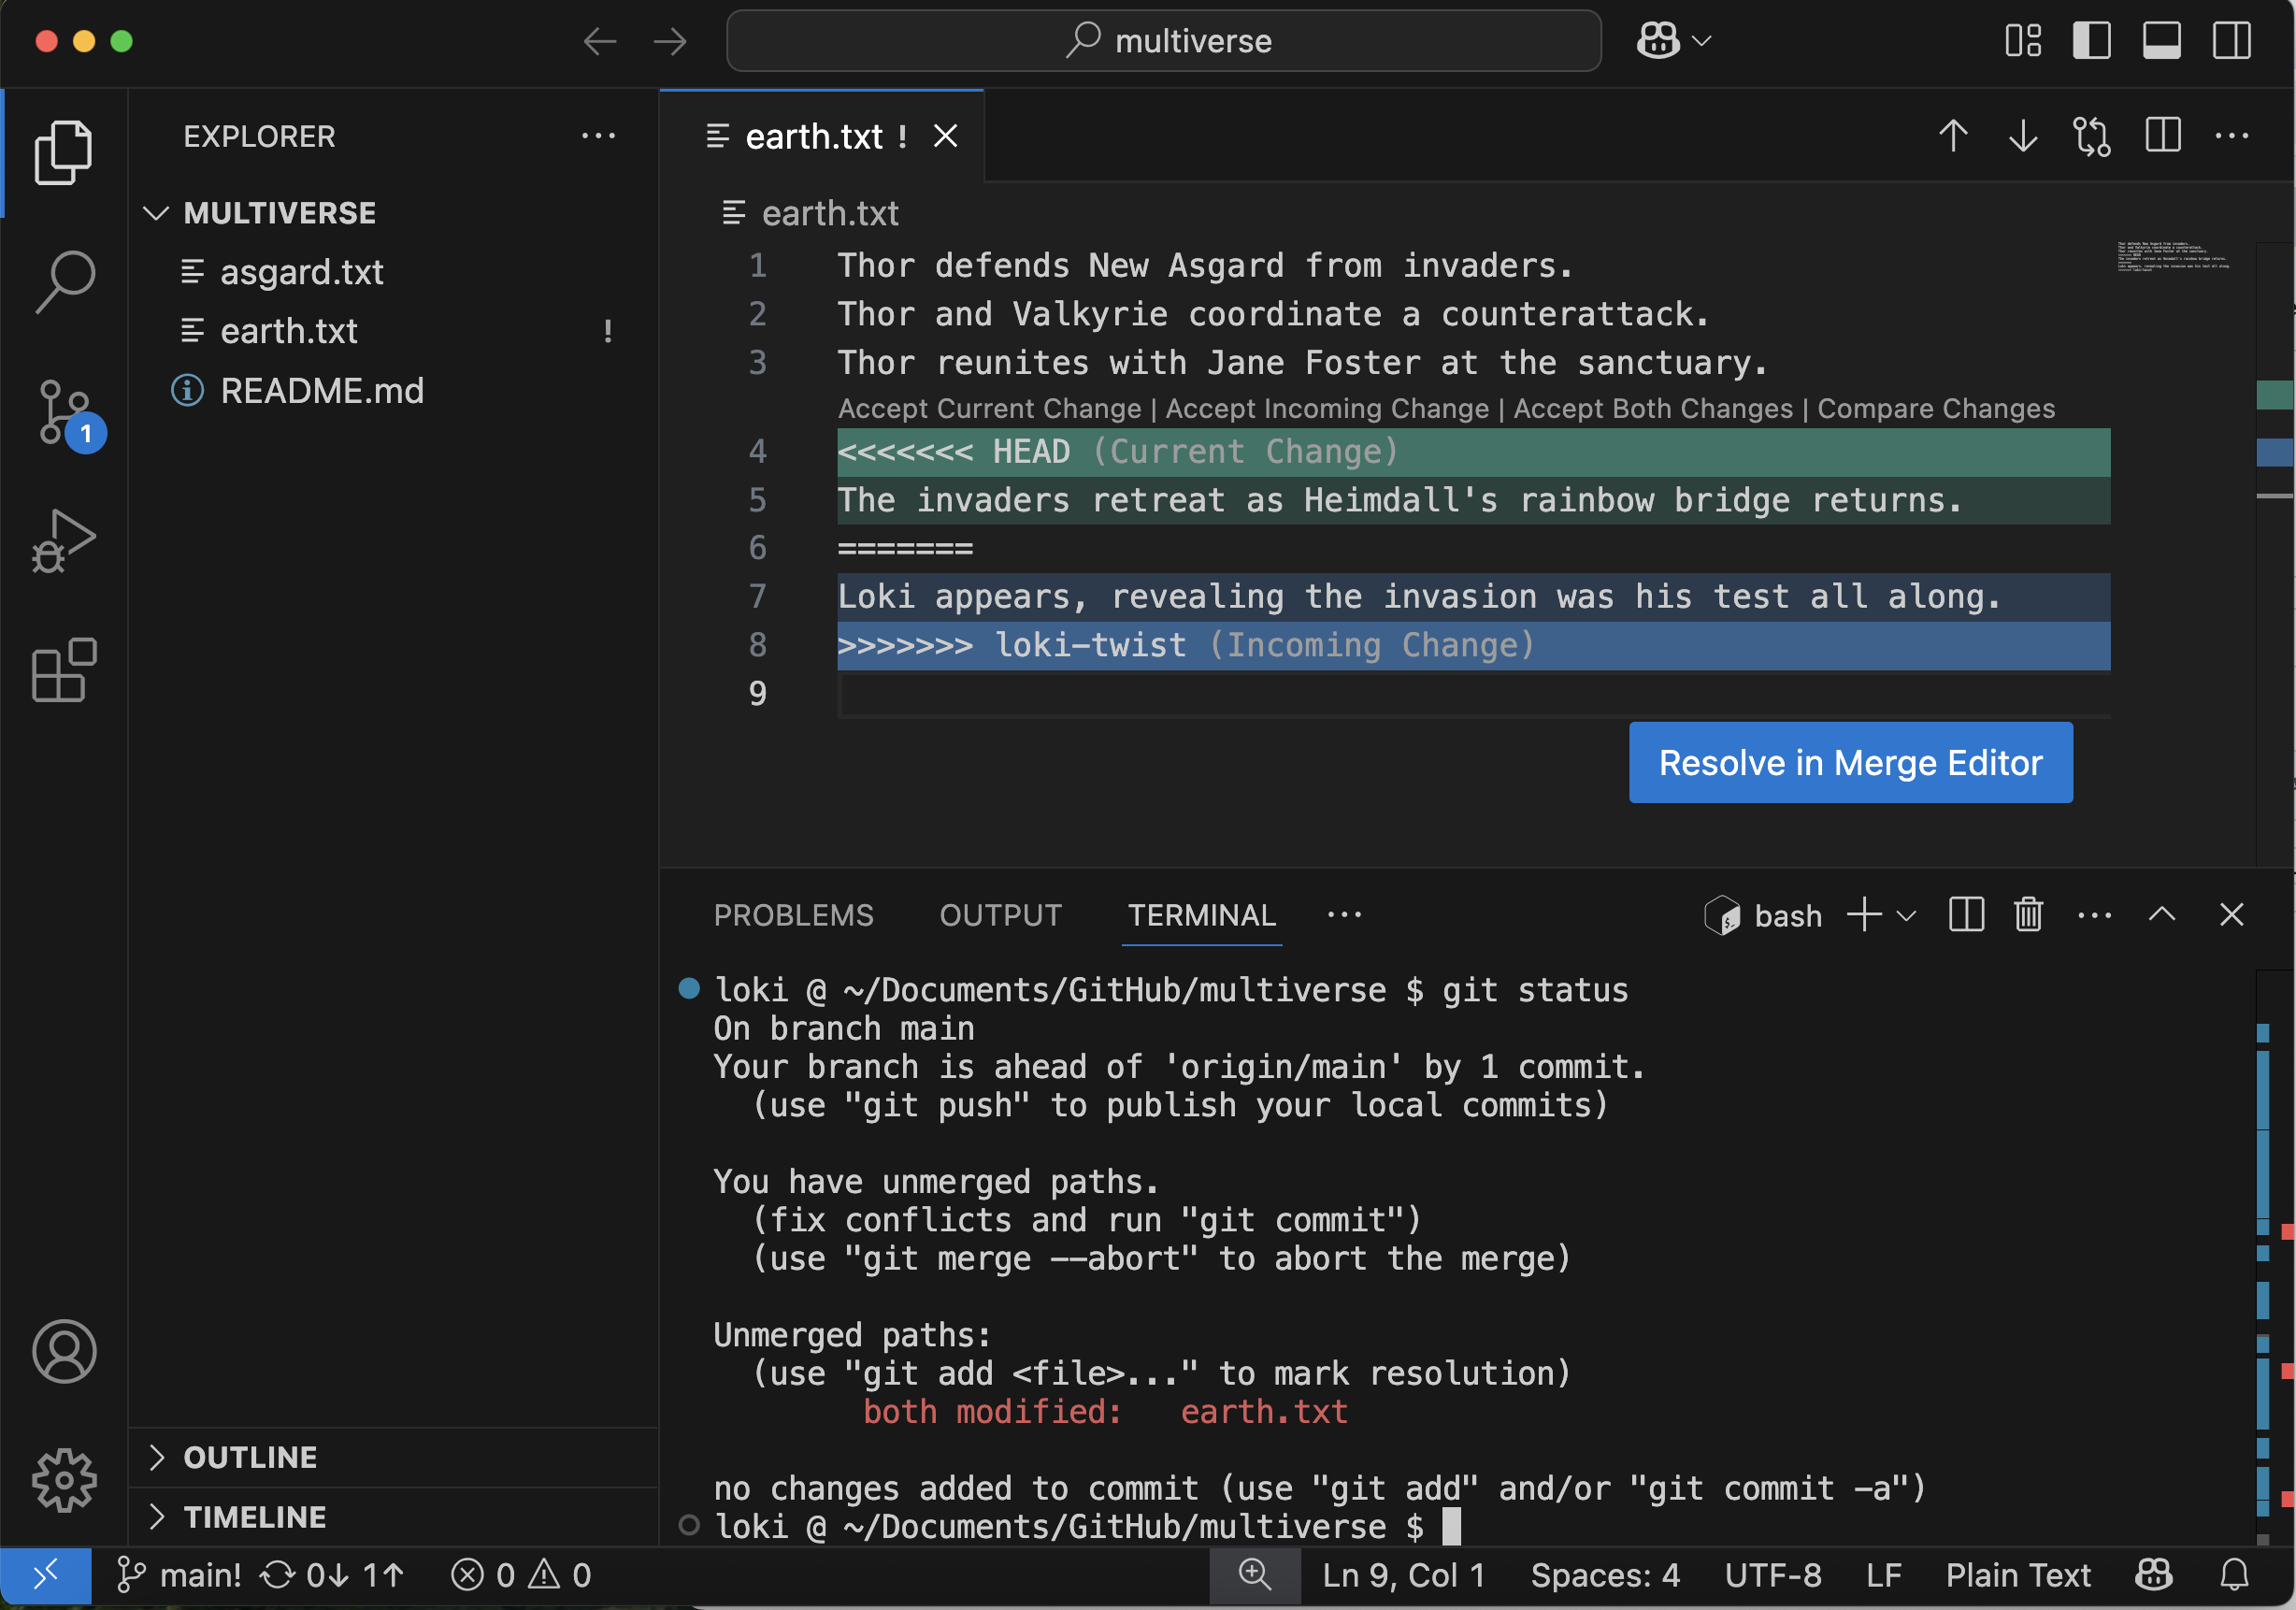 multiverse
EXPLORER
MULTIVERSE
asgard.txt
earth.txt !
README.md
1
OUTLINE
TIMELINE
earth.txt !
earth.txt
1 Thor defends New Asgard from invaders.
2 Thor and Valkyrie coordinate a counterattack.
3 Thor reunites with Jane Foster at the sanctuary.
Accept Current Change | Accept Incoming Change | Accept Both Changes | Compare Changes
4 <<<<<<< HEAD (Current Change)
5 The invaders retreat as Heimdall's rainbow bridge returns.
6 =======
7 Loki appears, revealing the invasion was his test all along.
8 >>>>>>> loki-twist (Incoming Change)
9
Resolve in Merge Editor
PROBLEMS OUTPUT TERMINAL bash
loki @ ~/Documents/GitHub/multiverse $ git status
On branch main
Your branch is ahead of 'origin/main' by 1 commit.
  (use "git push" to publish your local commits)
You have unmerged paths.
  (fix conflicts and run "git commit")
  (use "git merge --abort" to abort the merge)
Unmerged paths:
  (use "git add <file>..." to mark resolution)
        both modified:   earth.txt
no changes added to commit (use "git add" and/or "git commit -a")
loki @ ~/Documents/GitHub/multiverse $
main! 0↓ 1↑ 0 0 Ln 9, Col 1 Spaces: 4 UTF-8 LF Plain Text